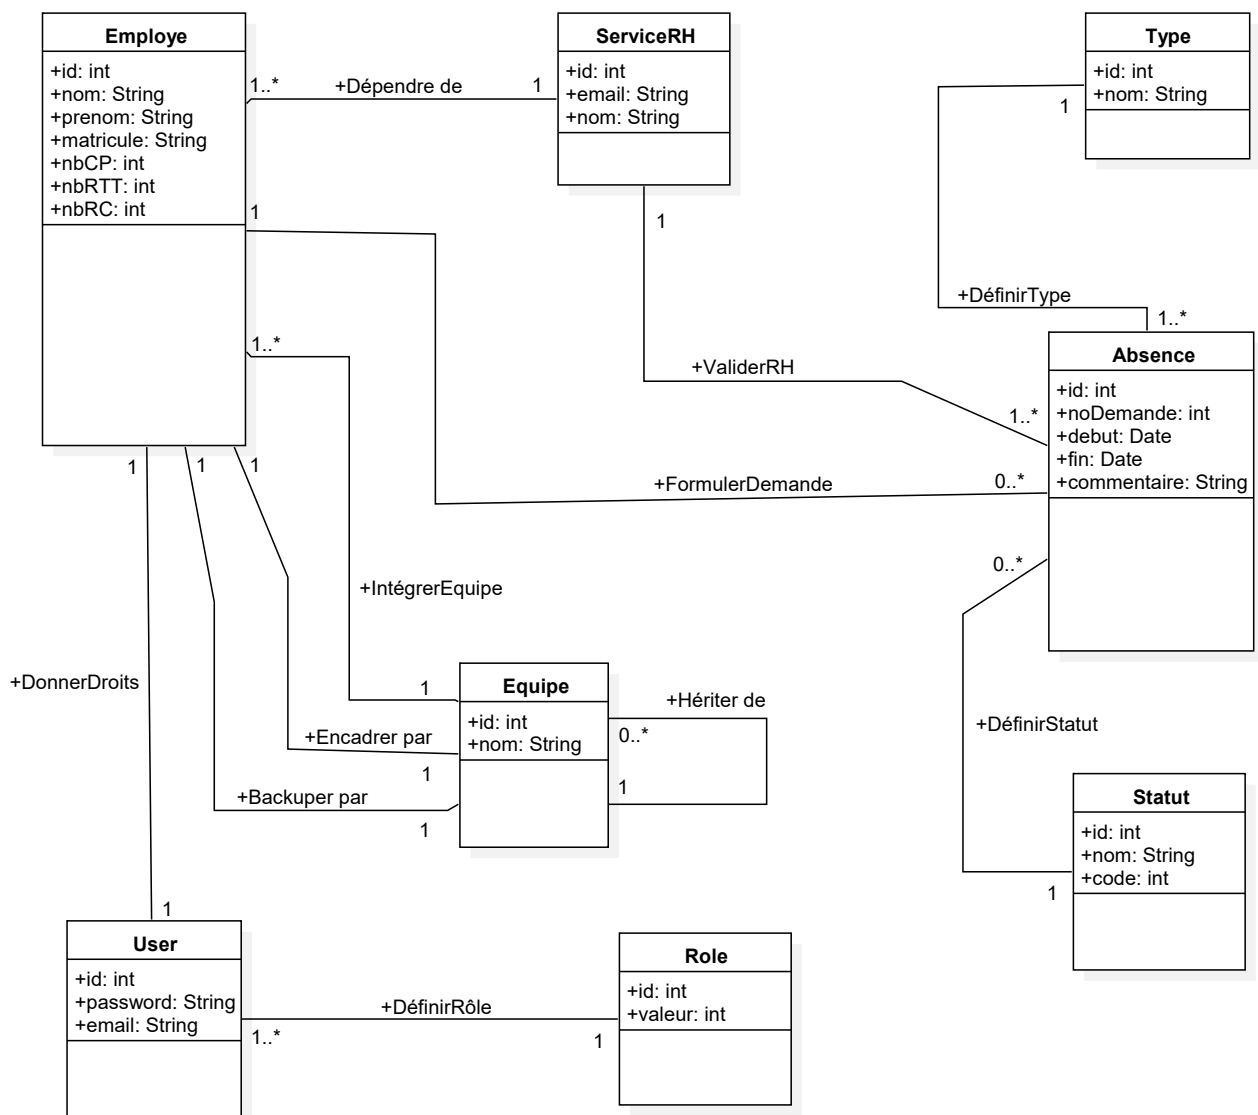 Employe
+id: int
+nom: String
+prenom: String
+matricule: String
+nbCP: int
+nbRTT: int
+nbRC: int
1..*
+Dépendre de
1
ServiceRH
+id: int
+email: String
+nom: String
Type
+id: int
+nom: String
1
1
1
+DéfinirType
1..*
1..*
+ValiderRH
1..*
Absence
+id: int
+noDemande: int
+debut: Date
+fin: Date
+commentaire: String
1
1
1
+FormulerDemande
0..*
0..*
+IntégrerEquipe
+DonnerDroits
1
Equipe
+id: int
+nom: String
+Hériter de
0..*
1
+Encadrer par
1
+Backuper par
1
+DéfinirStatut
1
Statut
+id: int
+nom: String
+code: int
1
User
+id: int
+password: String
+email: String
1..*
+DéfinirRôle
1
Role
+id: int
+valeur: int